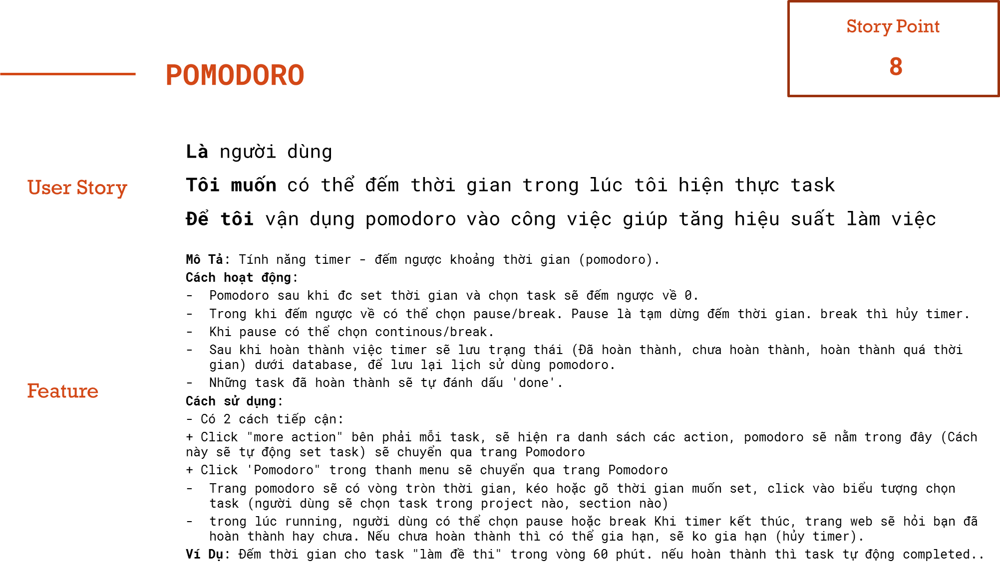 Story Point
8
POMODORO
User Story
Là người dùng
Tôi muốn có thể đếm thời gian trong lúc tôi hiện thực task
Để tôi vận dụng pomodoro vào công việc giúp tăng hiệu suất làm việc
Feature
Mô Tả: Tính năng timer - đếm ngược khoảng thời gian (pomodoro).
Cách hoạt động:
- Pomodoro sau khi đc set thời gian và chọn task sẽ đếm ngược về 0.
- Trong khi đếm ngược về có thể chọn pause/break. Pause là tạm dừng đếm thời gian. break thì hủy timer.
- Khi pause có thể chọn continous/break.
- Sau khi hoàn thành việc timer sẽ lưu trạng thái (Đã hoàn thành, chưa hoàn thành, hoàn thành quá thời
gian) dưới database, để lưu lại lịch sử dùng pomodoro.
- Những task đã hoàn thành sẽ tự đánh dấu 'done'.
Cách sử dụng:
- Có 2 cách tiếp cận:
+ Click "more action" bên phải mỗi task, sẽ hiện ra danh sách các action, pomodoro sẽ nằm trong đây (Cách
này sẽ tự động set task) sẽ chuyển qua trang Pomodoro
+ Click 'Pomodoro" trong thanh menu sẽ chuyển qua trang Pomodoro
- Trang pomodoro sẽ có vòng tròn thời gian, kéo hoặc gõ thời gian muốn set, click vào biểu tượng chọn
task (người dùng sẽ chọn task trong project nào, section nào)
- trong lúc running, người dùng có thể chọn pause hoặc break Khi timer kết thúc, trang web sẽ hỏi bạn đã
hoàn thành hay chưa. Nếu chưa hoàn thành thì có thể gia hạn, sẽ ko gia hạn (hủy timer).
Ví Dụ: Đếm thời gian cho task "làm đề thi" trong vòng 60 phút. nếu hoàn thành thì task tự động completed..